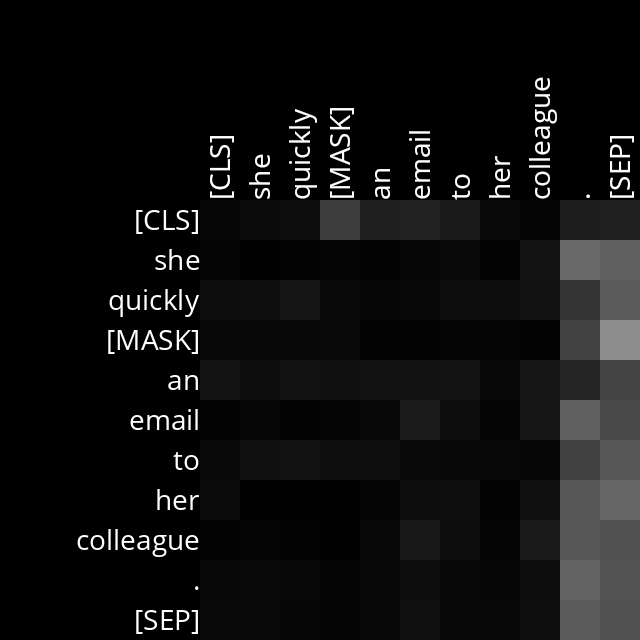 [CLS] she quickly [MASK] an email to her colleague . [SEP]
[CLS]
she
quickly
[MASK]
an
email
to
her
colleague
.
[SEP]